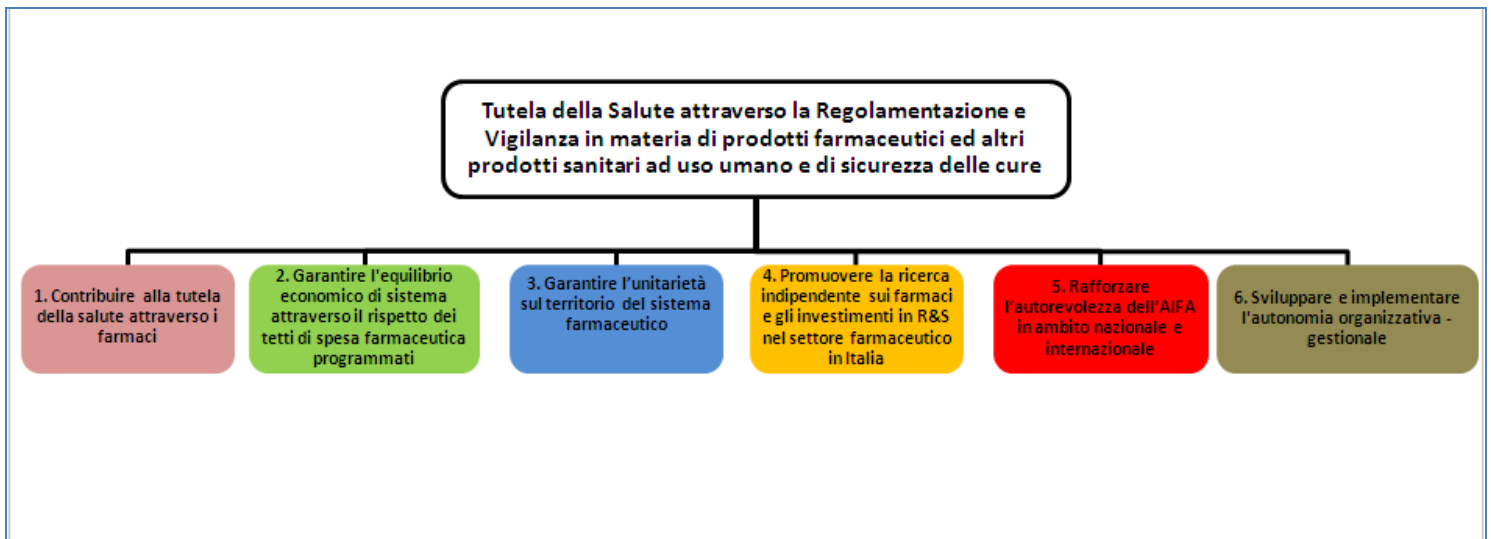 Tutela della Salute attraverso la Regolamentazione e
Vigilanza in materia di prodotti farmaceutici ed altri
prodotti sanitari ad uso umano e di sicurezza delle cure
1. Contribuire alla tutela
della salute attraverso i
farmaci
2. Garantire l'equilibrio
economico di sistema
attraverso il rispetto dei
tetti di spesa farmaceutica
programmati
3. Garantire l’unitarietà
sul territorio del sistema
farmaceutico
4. Promuovere la ricerca
indipendente sui farmaci
e gli investimenti in R&S
nel settore farmaceutico
in Italia
5. Rafforzare
l’autorevolezza dell’AIFA
in ambito nazionale e
internazionale
6. Sviluppare e implementare
l'autonomia organizzativa -
gestionale